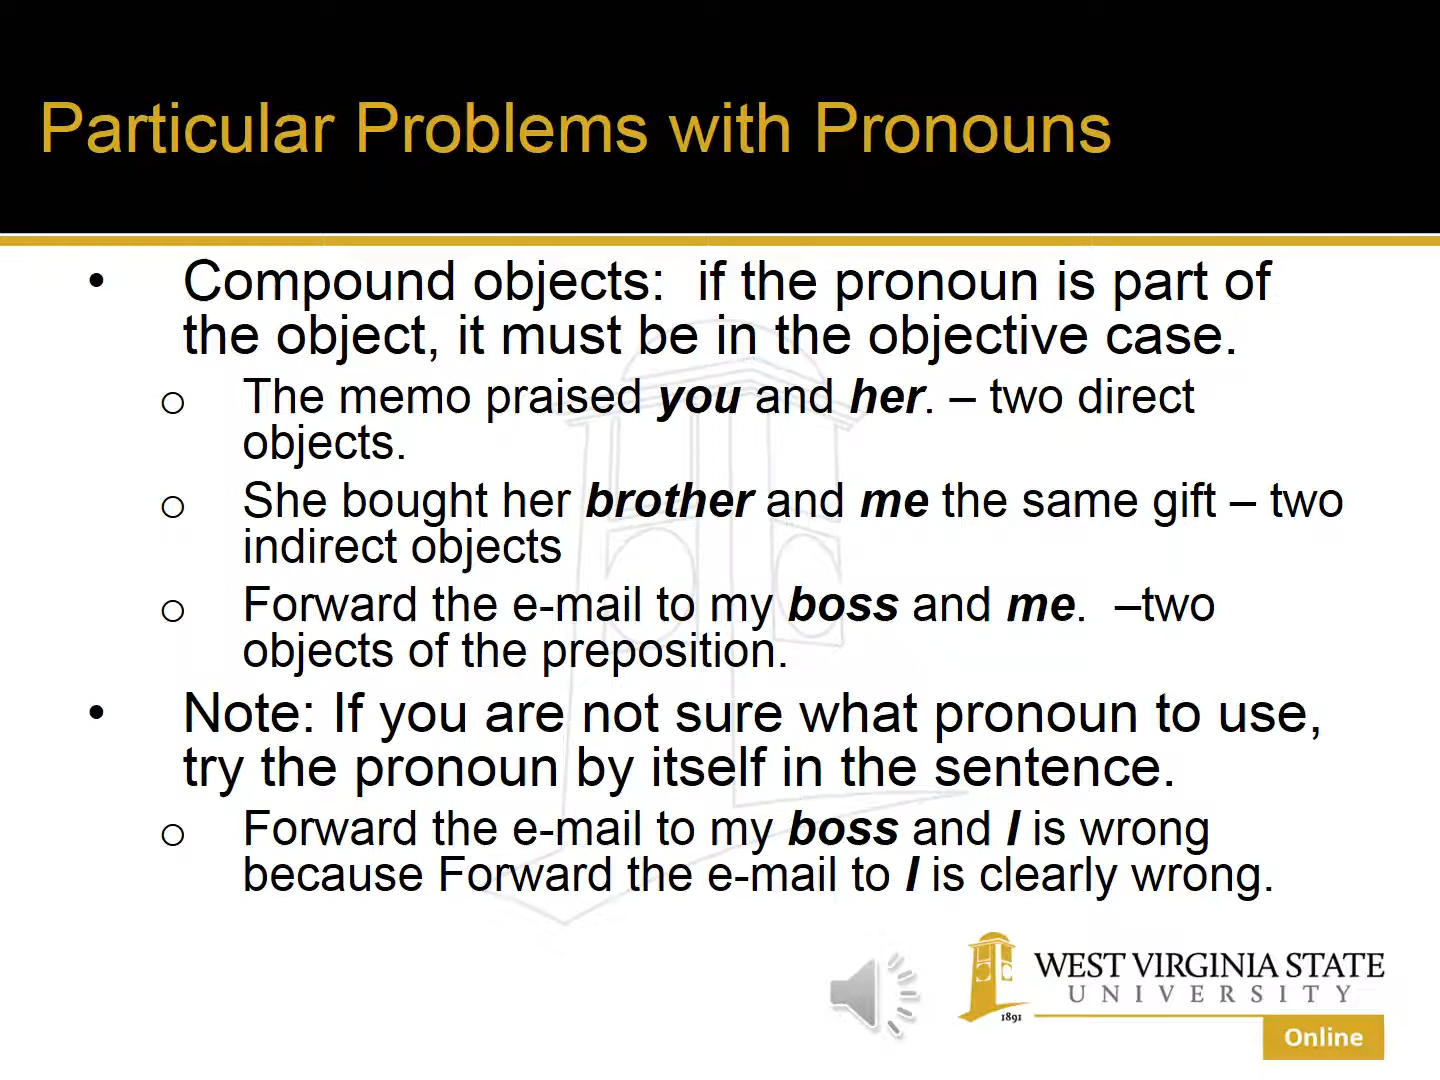 Particular Problems with Pronouns
• Compound objects:  if the pronoun is part of
the object, it must be in the objective case.
o The memo praised you and her. – two direct
objects.
o She bought her brother and me the same gift – two
indirect objects
o Forward the e-mail to my boss and me.  –two
objects of the preposition.
• Note: If you are not sure what pronoun to use,
try the pronoun by itself in the sentence.
o Forward the e-mail to my boss and I is wrong
because Forward the e-mail to I is clearly wrong.
WEST VIRGINIA STATE
UNIVERSITY
1891
Online